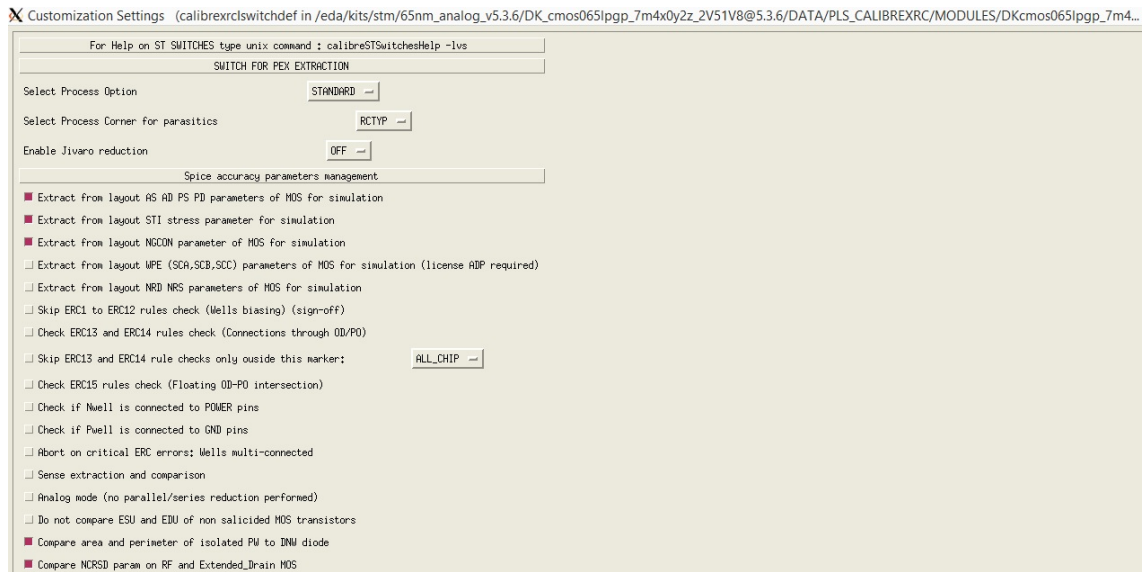 Customization Settings (calibrexrc|switchdef in /eda/kits/stm/65nm_analog_v5.3.6/DK_cmos065lpgp_7m4x0y2z_2V51V8@5.3.6/DATA/PLS_CALIBREXRC/MODULES/DKcmos065lpgp_7m4...
For Help on ST SWITCHES type unix command : calibreSTSwitchesHelp -lvs
SWITCH FOR PEX EXTRACTION
Select Process Option STANDARD
Select Process Corner for parasitics RCTYP
Enable Jivaro reduction OFF
Spice accuracy parameters management
Extract from layout AS AD PS PD parameters of MOS for simulation
Extract from layout STI stress parameter for simulation
Extract from layout NGCON parameter of MOS for simulation
Extract from layout WPE (SCA,SCB,SCC) parameters of MOS for simulation (license ADP required)
Extract from layout NRD NRS parameters of MOS for simulation
Skip ERC1 to ERC12 rules check (Wells biasing) (sign-off)
Check ERC13 and ERC14 rules check (Connections through OD/PO)
Skip ERC13 and ERC14 rule checks only ouside this marker: ALL_CHIP
Check ERC15 rules check (Floating OD-PO intersection)
Check if Nwell is connected to POWER pins
Check if Pwell is connected to GND pins
Abort on critical ERC errors: Wells multi-connected
Sense extraction and comparison
Analog mode (no parallel/series reduction performed)
Do not compare ESU and EDU of non salicided MOS transistors
Compare area and perimeter of isolated PW to DNW diode
Compare NCRSD param on RF and Extended_Drain MOS